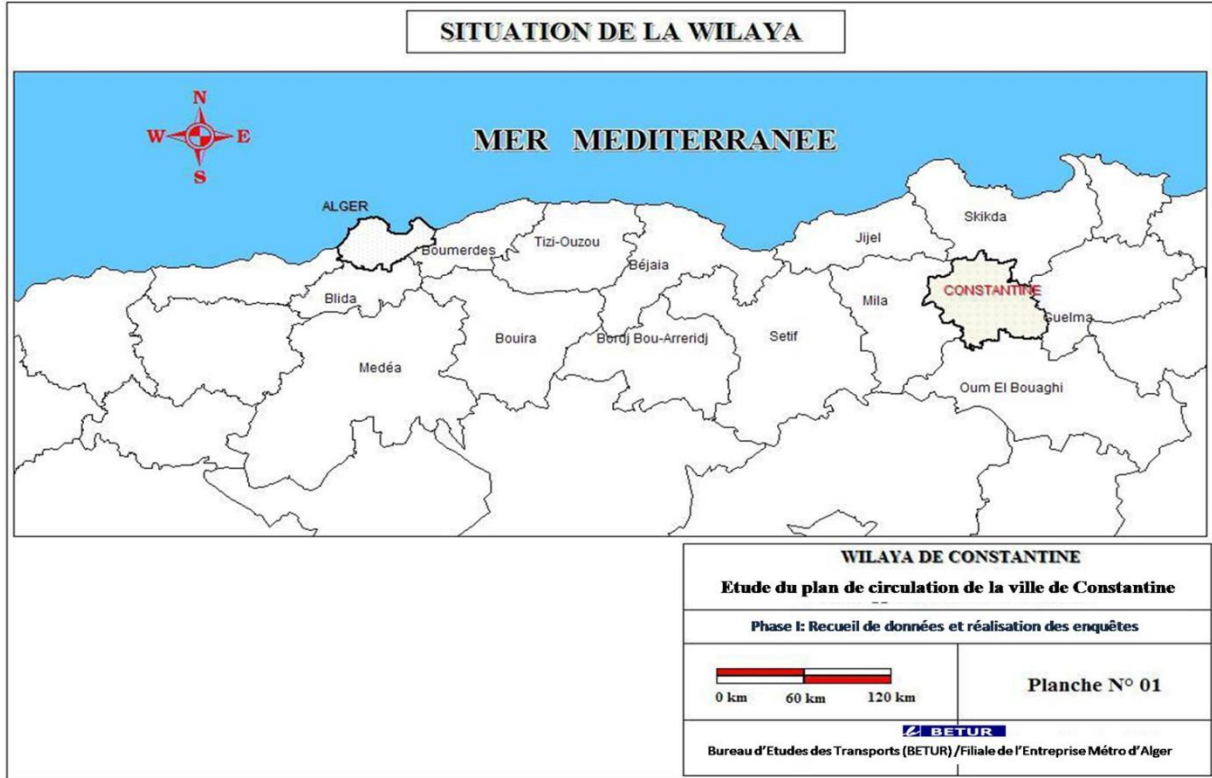 SITUATION DE LA WILAYA
N
W E
S
MER MEDITERRANEE
ALGER
Boumerdes
Tizi-Ouzou
Béjaia
Jijel
Skikda
Blida
Mila
CONSTANTINE
Guelma
Medéa
Bouira
Bordj Bou-Arreridj
Setif
Oum El Bouaghi
WILAYA DE CONSTANTINE
Etude du plan de circulation de la ville de Constantine
Phase I: Recueil de données et réalisation des enquêtes
0 km 60 km 120 km
Planche N° 01
BETUR
Bureau d'Etudes des Transports (BETUR) /Filiale de l'Entreprise Métro d'Alger